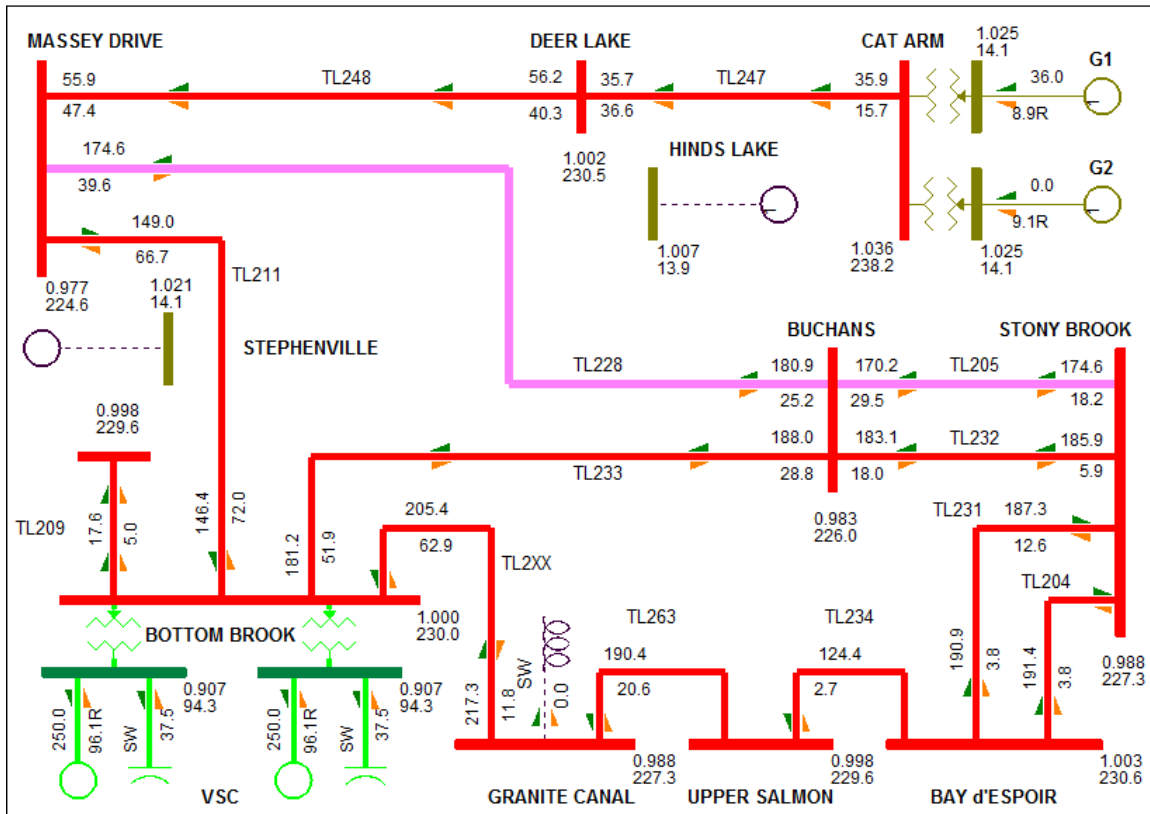 MASSEY DRIVE
DEER LAKE
CAT ARM
1.025
14.1
G1
55.9
TL248
56.2
35.7
TL247
35.9
36.0
47.4
40.3
36.6
15.7
8.9R
174.6
39.6
1.002
230.5
HINDS LAKE
G2
0.0
9.1R
149.0
66.7
TL211
1.007
13.9
1.036
238.2
1.025
14.1
0.977
224.6
1.021
14.1
STEPHENVILLE
BUCHANS
STONY BROOK
TL228
180.9
170.2
TL205
174.6
25.2
29.5
18.2
0.998
229.6
188.0
183.1
TL232
185.9
TL233
28.8
18.0
5.9
TL209
17.6
5.0
146.4
72.0
181.2
51.9
205.4
62.9
TL2XX
0.983
226.0
TL231
187.3
12.6
TL204
1.000
230.0
BOTTOM BROOK
TL263
TL234
190.9
3.8
191.4
3.8
0.988
227.3
0.907
94.3
0.907
94.3
217.3
11.8
SW
0.0
190.4
20.6
124.4
2.7
250.0
96.1R
SW
37.5
250.0
96.1R
SW
37.5
0.988
227.3
0.998
229.6
1.003
230.6
VSC
GRANITE CANAL
UPPER SALMON
BAY d'ESPOIR